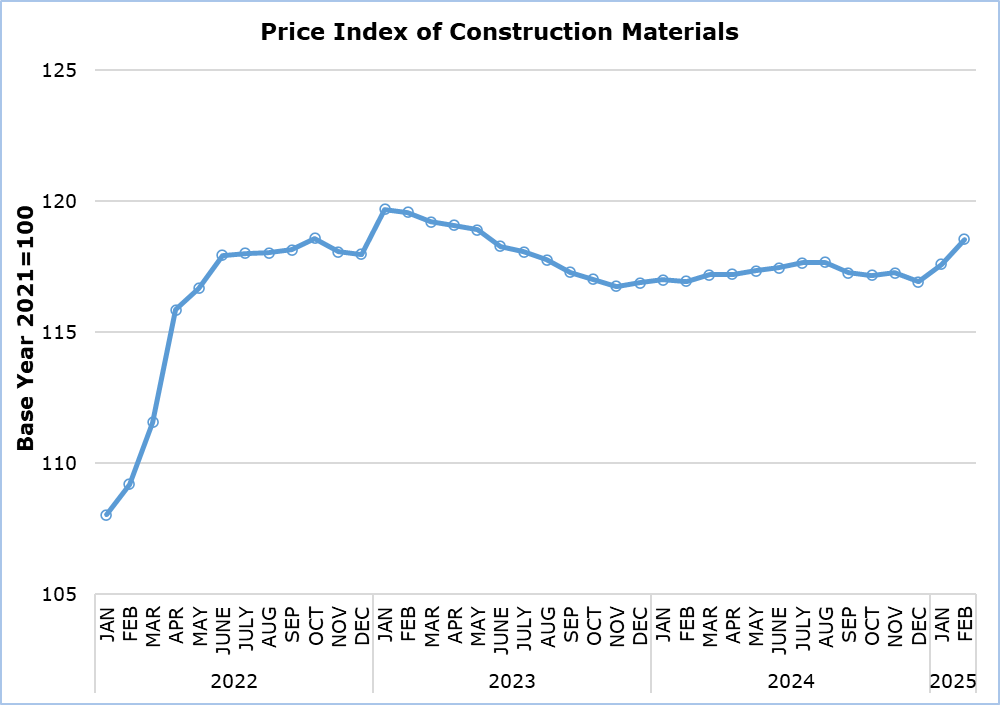 Price Index of Construction Materials
Base Year 2021=100
125
120
115
110
105
JAN FEB MAR APR MAY JUNE JULY AUG SEP OCT NOV DEC JAN FEB MAR APR MAY JUNE JULY AUG SEP OCT NOV DEC JAN FEB MAR APR MAY JUNE JULY AUG SEP OCT NOV DEC JAN FEB
2022 2023 2024 2025